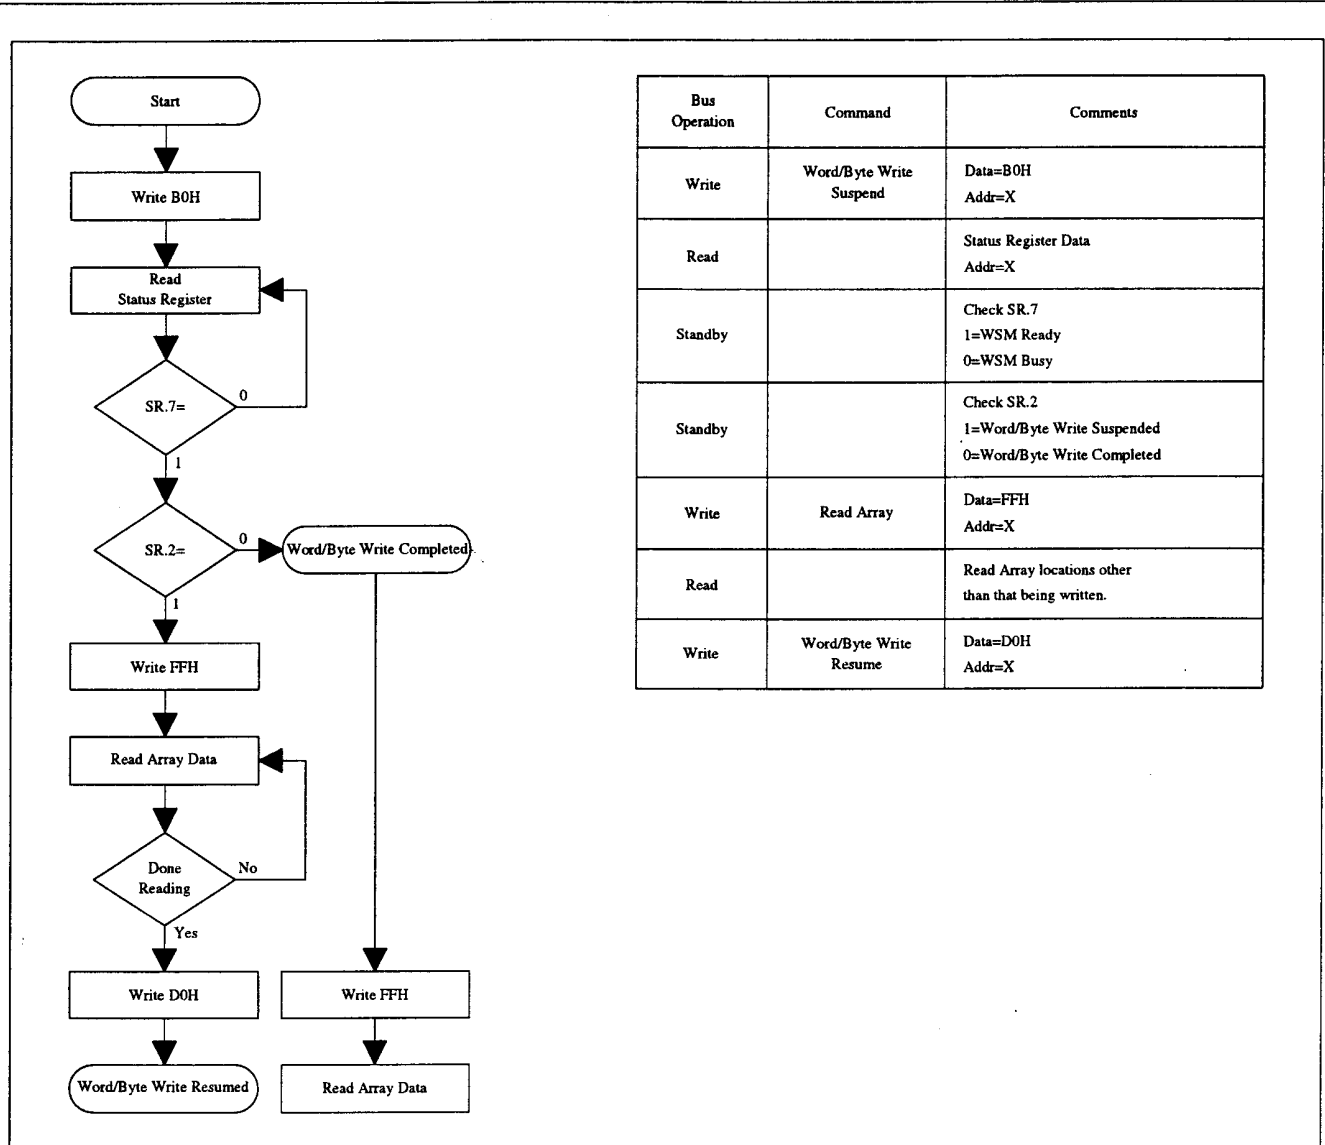 Start
Write B0H
Read
Status Register
SR.7=
0
1
SR.2=
0
Word/Byte Write Completed
1
Write FFH
Read Array Data
Done
Reading
No
Yes
Write D0H
Write FFH
Word/Byte Write Resumed
Read Array Data
Bus
Operation
Command
Comments
Write
Word/Byte Write
Suspend
Data=B0H
Addr=X
Read
Status Register Data
Addr=X
Standby
Check SR.7
1=WSM Ready
0=WSM Busy
Standby
Check SR.2
1=Word/Byte Write Suspended
0=Word/Byte Write Completed
Write
Read Array
Data=FFH
Addr=X
Read
Read Array locations other
than that being written.
Write
Word/Byte Write
Resume
Data=D0H
Addr=X